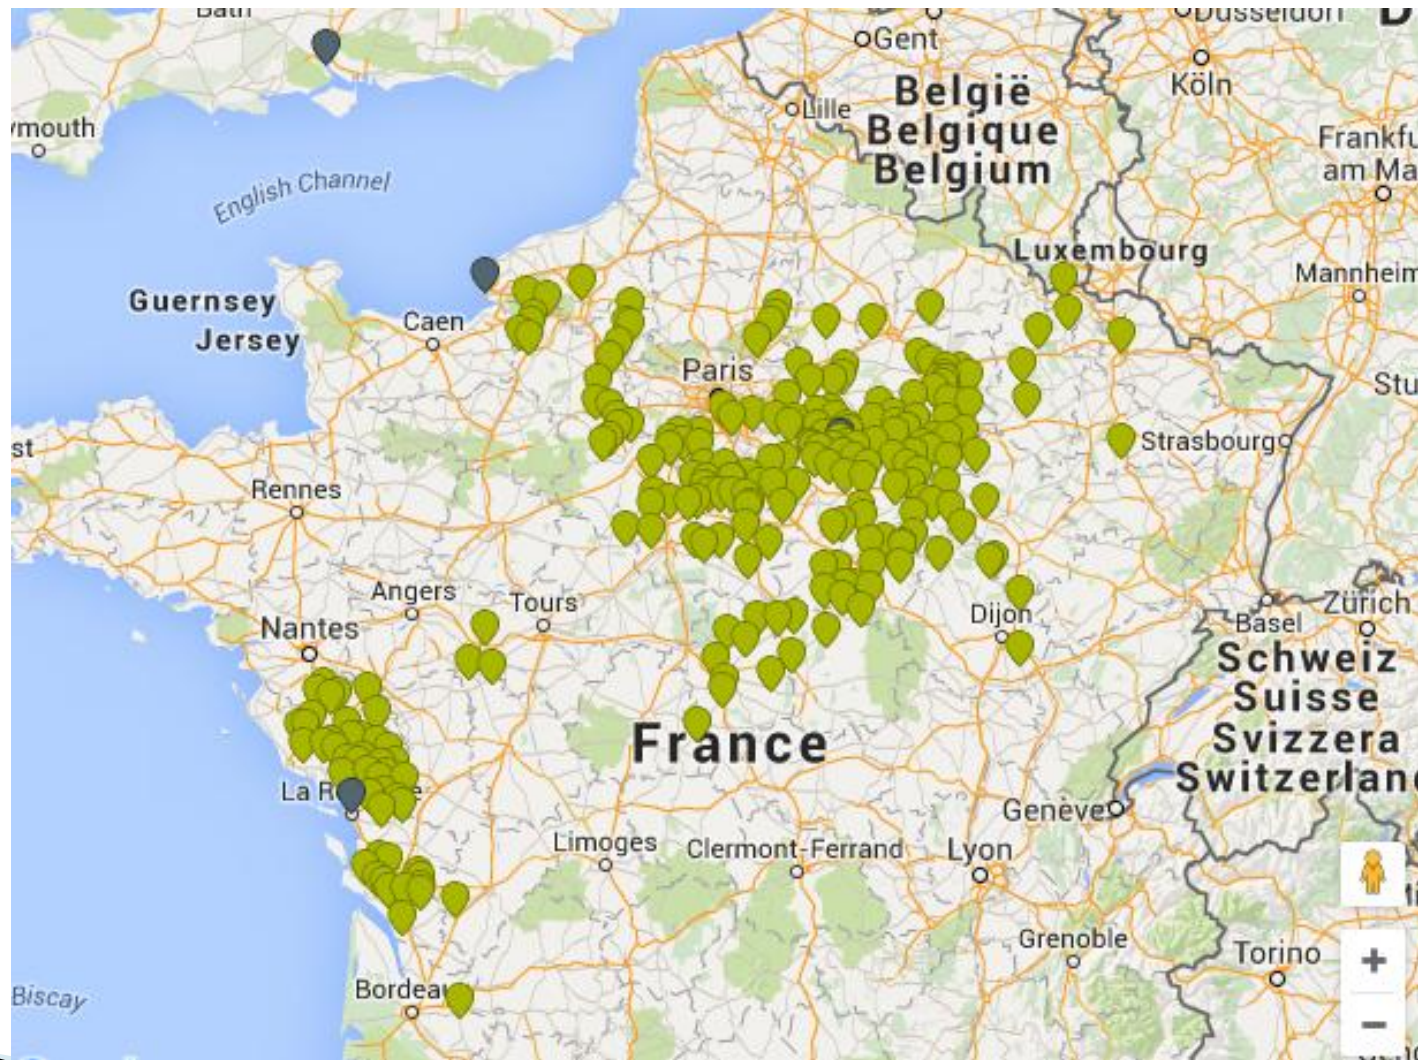 Bath
Düsseldorf
D
Gent
Köln
België
Belgique
Belgium
Lille
ymouth
Frankfu
am Ma
English Channel
Luxembourg
Mannheim
Guernsey
Jersey
Caen
Paris
Stu
st
Strasbourg
Rennes
Angers
Tours
Dijon
Zürich
Basel
Nantes
Schweiz
Suisse
Svizzera
Switzerland
France
La R e
Genève
Limoges
Clermont-Ferrand
Lyon
Grenoble
Torino
Biscay
Bordeau
+
−